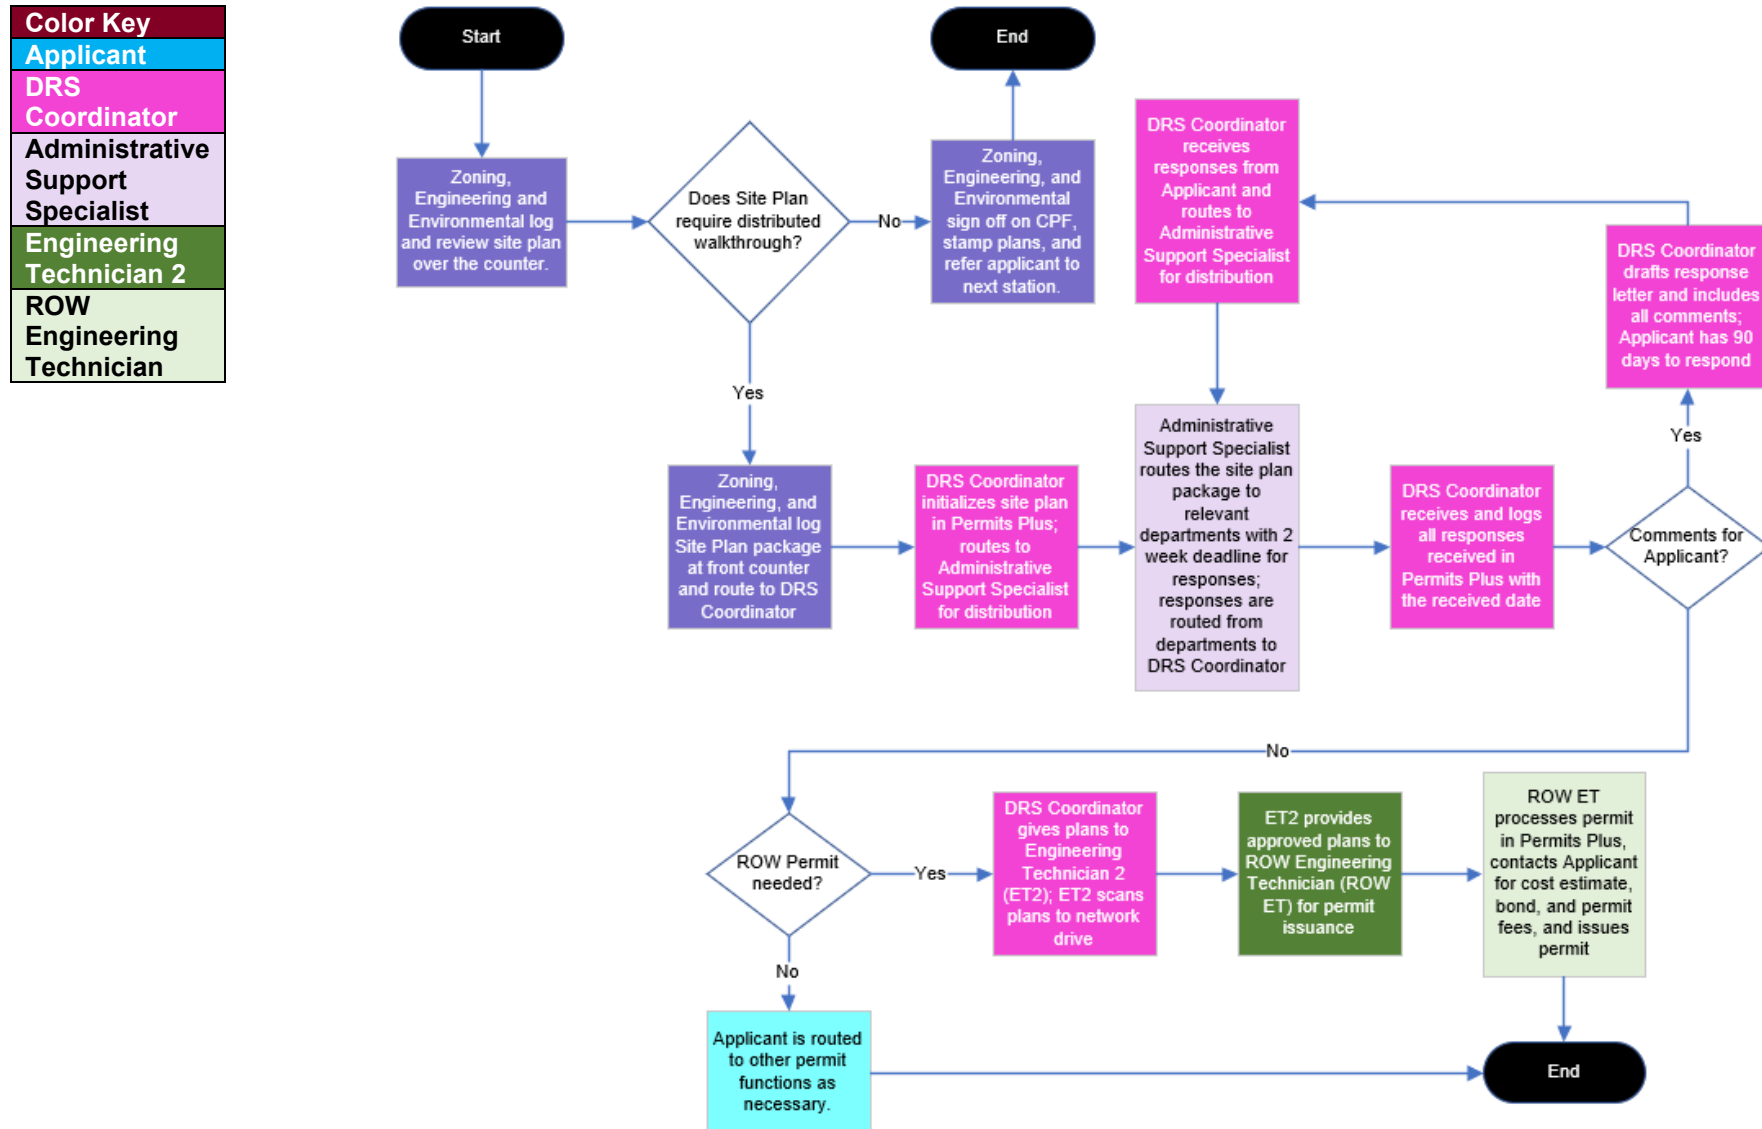 Color Key
Applicant
DRS
Coordinator
Administrative
Support
Specialist
Engineering
Technician 2
ROW
Engineering
Technician
Start
End
Zoning,
Engineering and
Environmental log
and review site plan
over the counter.
Does Site Plan
require distributed
walkthrough?
No
Zoning,
Engineering, and
Environmental
sign off on CPF,
stamp plans, and
refer applicant to
next station.
DRS Coordinator
receives
responses from
Applicant and
routes to
Administrative
Support Specialist
for distribution
DRS Coordinator
drafts response
letter and includes
all comments;
Applicant has 90
days to respond
Yes
Yes
Zoning,
Engineering, and
Environmental log
Site Plan package
at front counter
and route to DRS
Coordinator
DRS Coordinator
initializes site plan
in Permits Plus;
routes to
Administrative
Support Specialist
for distribution
Administrative
Support Specialist
routes the site plan
package to
relevant
departments with 2
week deadline for
responses;
responses are
routed from
departments to
DRS Coordinator
DRS Coordinator
receives and logs
all responses
received in
Permits Plus with
the received date
Comments for
Applicant?
No
ROW Permit
needed?
Yes
DRS Coordinator
gives plans to
Engineering
Technician 2
(ET2); ET2 scans
plans to network
drive
ET2 provides
approved plans to
ROW Engineering
Technician (ROW
ET) for permit
issuance
ROW ET
processes permit
in Permits Plus,
contacts Applicant
for cost estimate,
bond, and permit
fees, and issues
permit
No
Applicant is routed
to other permit
functions as
necessary.
End